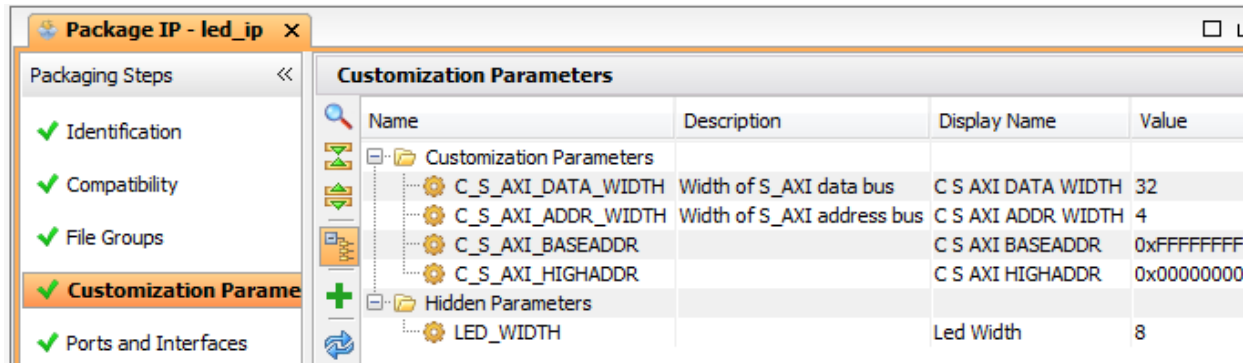 Package IP - led_ip X
Packaging Steps «
Customization Parameters
Identification
Compatibility
File Groups
Customization Parame
Ports and Interfaces
Name Description Display Name Value
Customization Parameters
C_S_AXI_DATA_WIDTH Width of S_AXI data bus C S AXI DATA WIDTH 32
C_S_AXI_ADDR_WIDTH Width of S_AXI address bus C S AXI ADDR WIDTH 4
C_S_AXI_BASEADDR C S AXI BASEADDR 0xFFFFFFFF
C_S_AXI_HIGHADDR C S AXI HIGHADDR 0x00000000
Hidden Parameters
LED_WIDTH Led Width 8